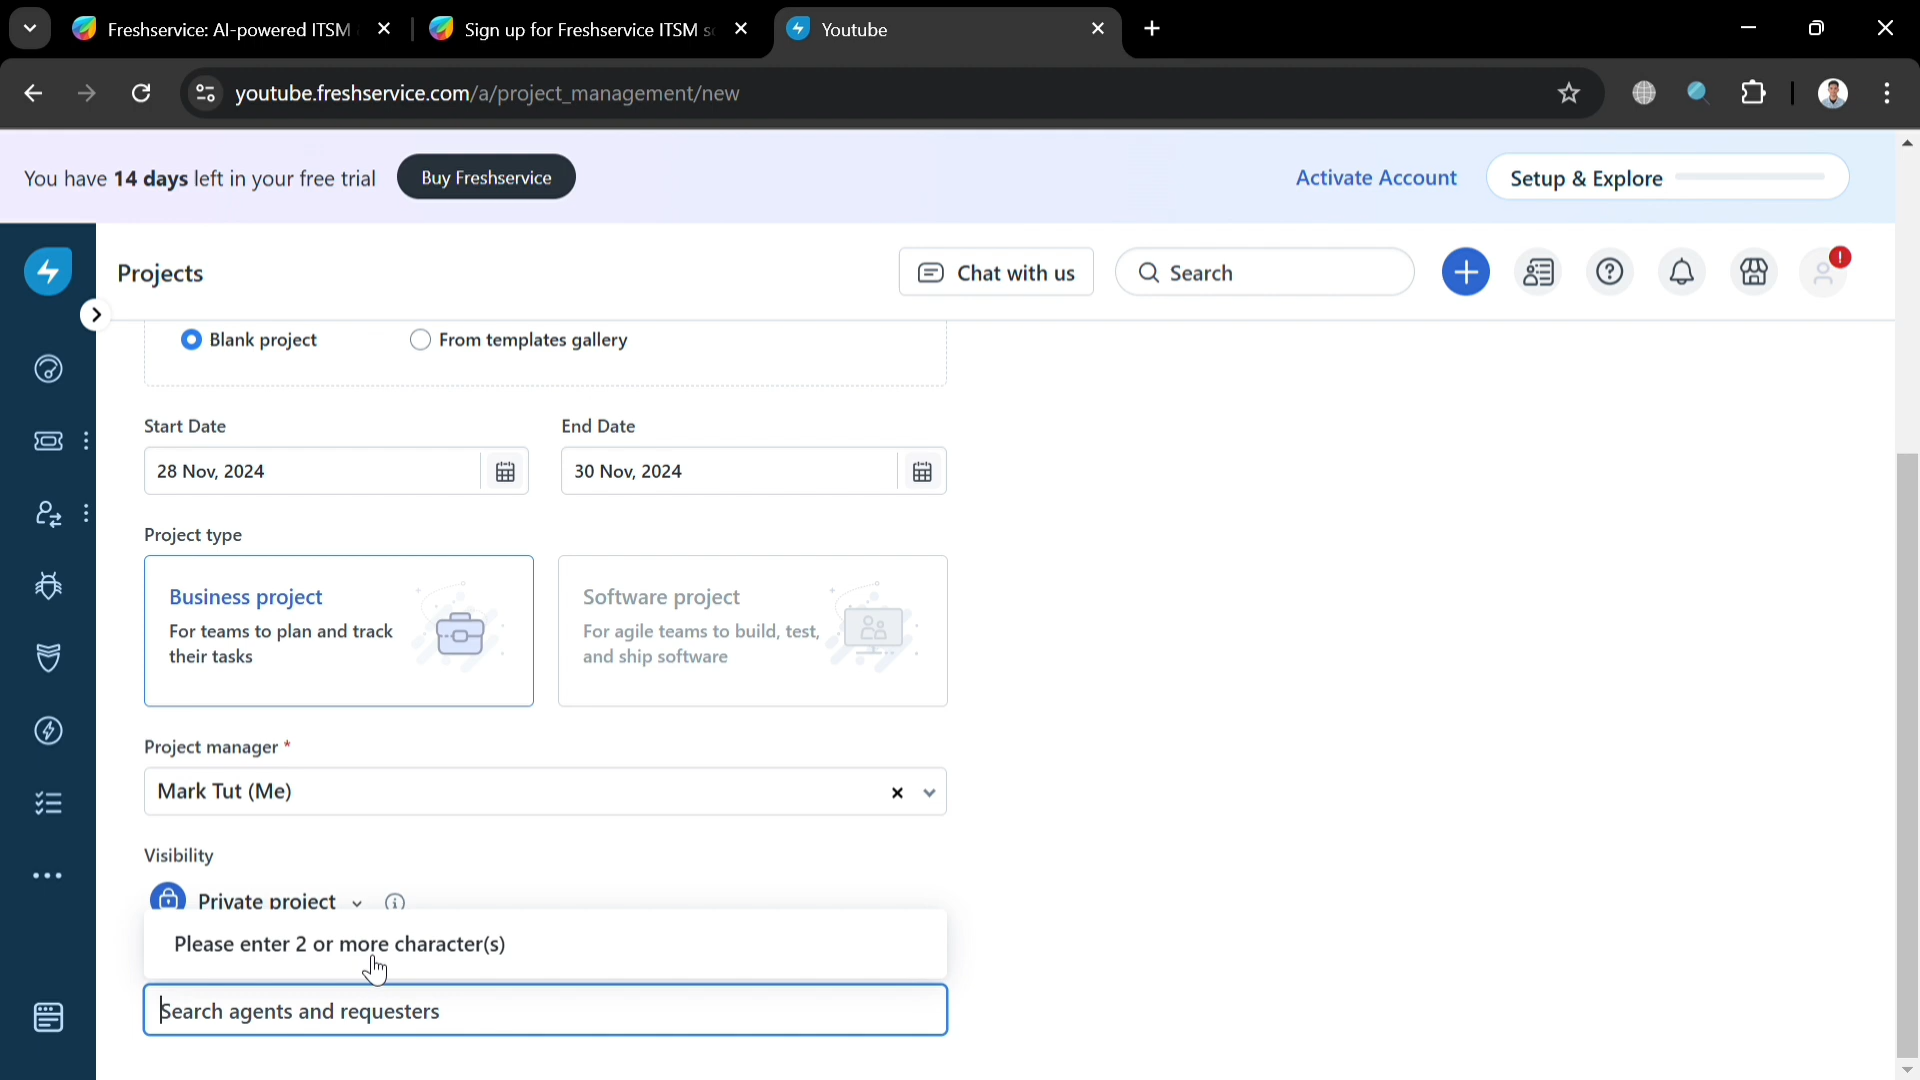 Freshservice: AI-powered ITSM
Sign up for Freshservice ITSM s
Youtube
youtube.freshservice.com/a/project_management/new
You have 14 days left in your free trial
Buy Freshservice
Activate Account
Setup & Explore
Projects
Chat with us
Search
Blank project
From templates gallery
Start Date
End Date
28 Nov, 2024
30 Nov, 2024
Project type
Business project
For teams to plan and track
their tasks
Software project
For agile teams to build, test,
and ship software
Project manager *
Mark Tut (Me)
Visibility
Private project
Please enter 2 or more character(s)
Search agents and requesters